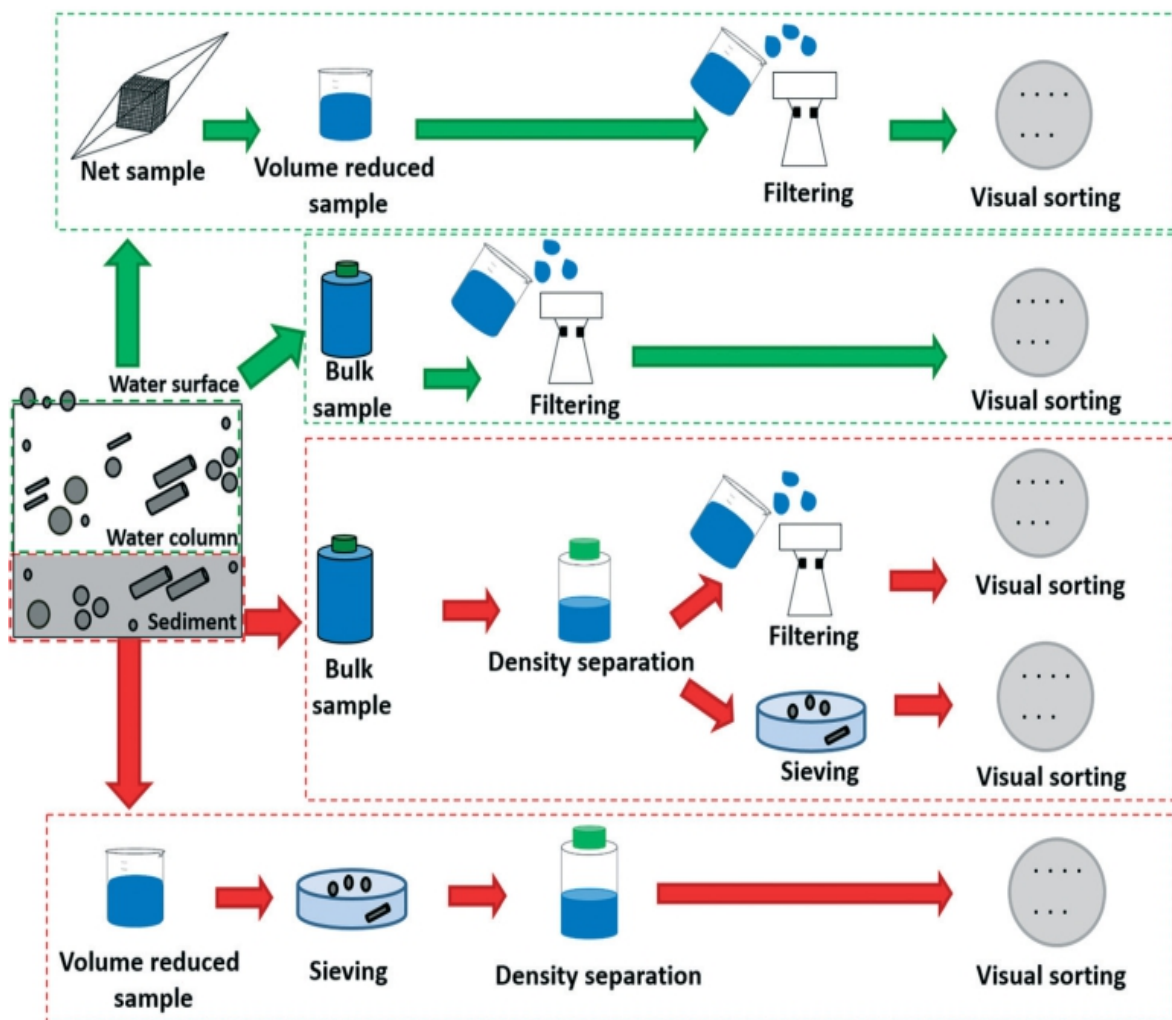 Net sample
Volume reduced
sample
Filtering
Visual sorting
Water surface
Bulk
sample
Filtering
Visual sorting
Water column
Sediment
Bulk
sample
Density separation
Filtering
Visual sorting
Sieving
Visual sorting
Volume reduced
sample
Sieving
Density separation
Visual sorting